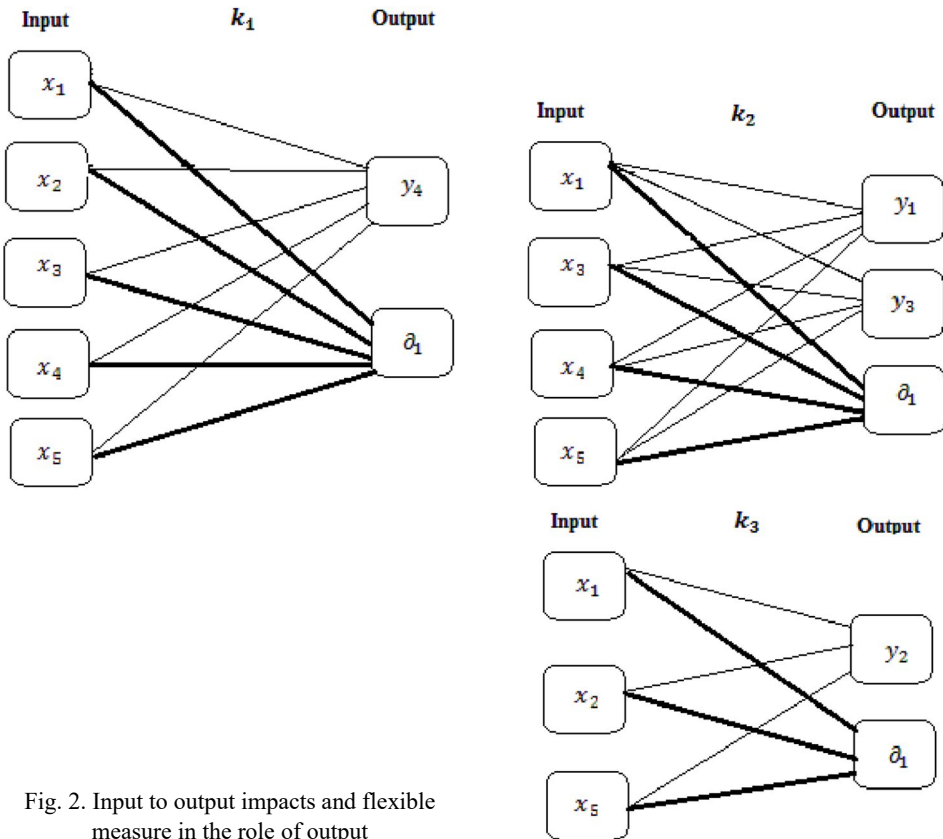 Input k₁ Output
x₁
x₂
y₄
x₃
∂₁
x₄
x₅
Input k₂ Output
x₁
y₁
x₃
y₃
x₄
∂₁
x₅
Input k₃ Output
x₁
y₂
x₂
∂₁
x₅
Fig. 2. Input to output impacts and flexible
measure in the role of output